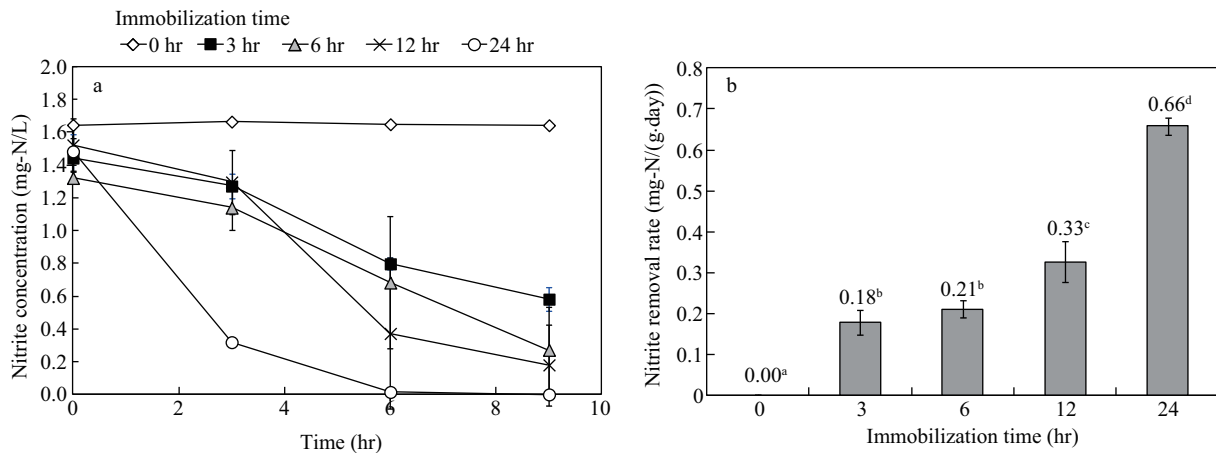 Immobilization time
0 hr 3 hr 6 hr 12 hr 24 hr
a
Nitrite concentration (mg-N/L)
2.0
1.8
1.6
1.4
1.2
1.0
0.8
0.6
0.4
0.2
0.0
0 2 4 6 8 10
Time (hr)
b
Nitrite removal rate (mg-N/(g·day))
0.8
0.7
0.6
0.5
0.4
0.3
0.2
0.1
0
0.00ᵃ
0.18ᵇ
0.21ᵇ
0.33ᶜ
0.66ᵈ
0 3 6 12 24
Immobilization time (hr)